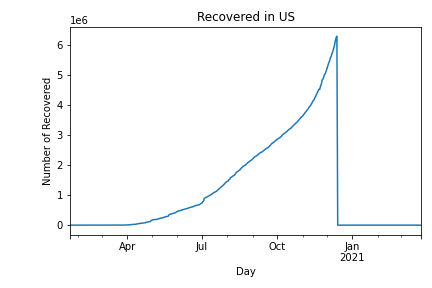 Recovered in US
1e6
6
5
4
3
2
1
0
Number of Recovered
Apr
Jul
Oct
Jan
2021
Day